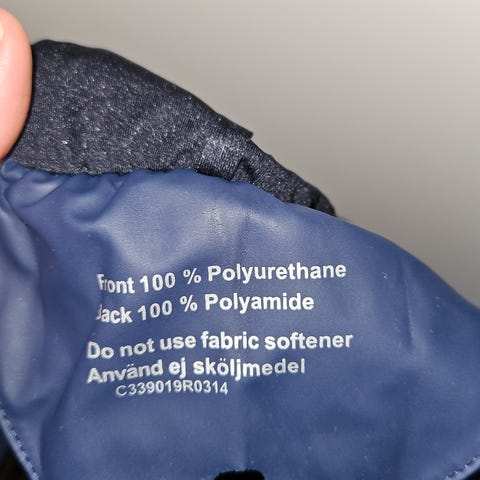 Front 100 % Polyurethane
Back 100 % Polyamide
Do not use fabric softener
Använd ej sköljmedel
C339019R0314